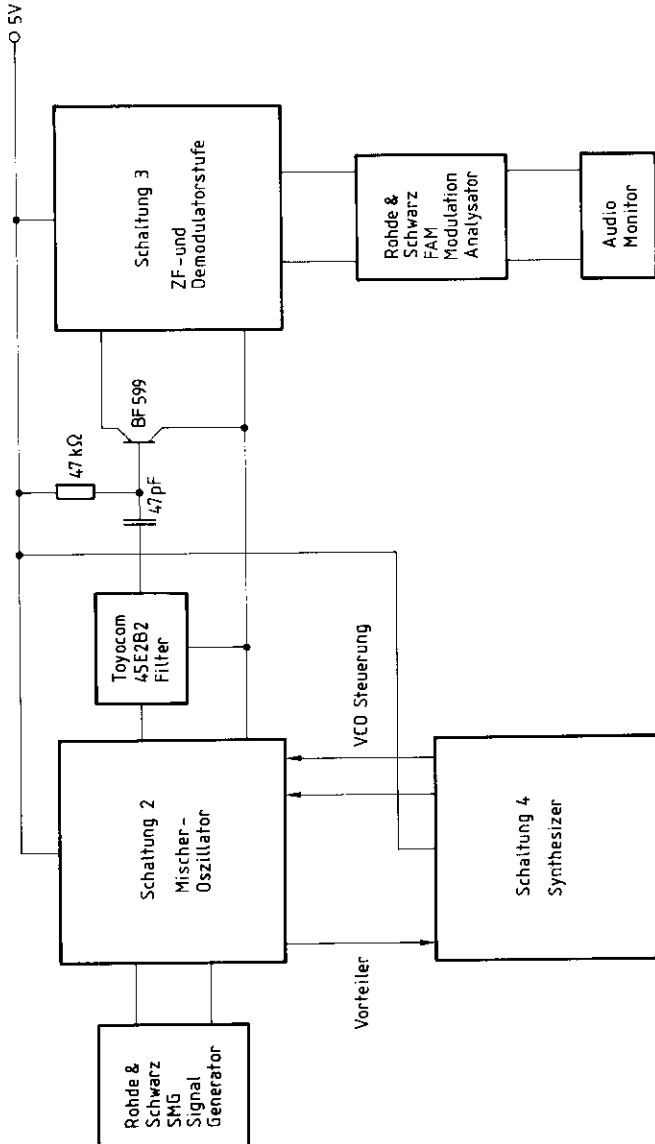 Rohde &
Schwarz
SMG
Signal
Generator
Schaltung 2
Mischer-
Oszillator
Vorteiler
VCO Steuerung
Schaltung 4
Synthesizer
Toyocom
45E2B2
Filter
47pF
47kΩ
BF599
Schaltung 3
ZF-und
Demodulatorstufe
5V
Rohde &
Schwarz
FAM
Modulation
Analysator
Audio
Monitor